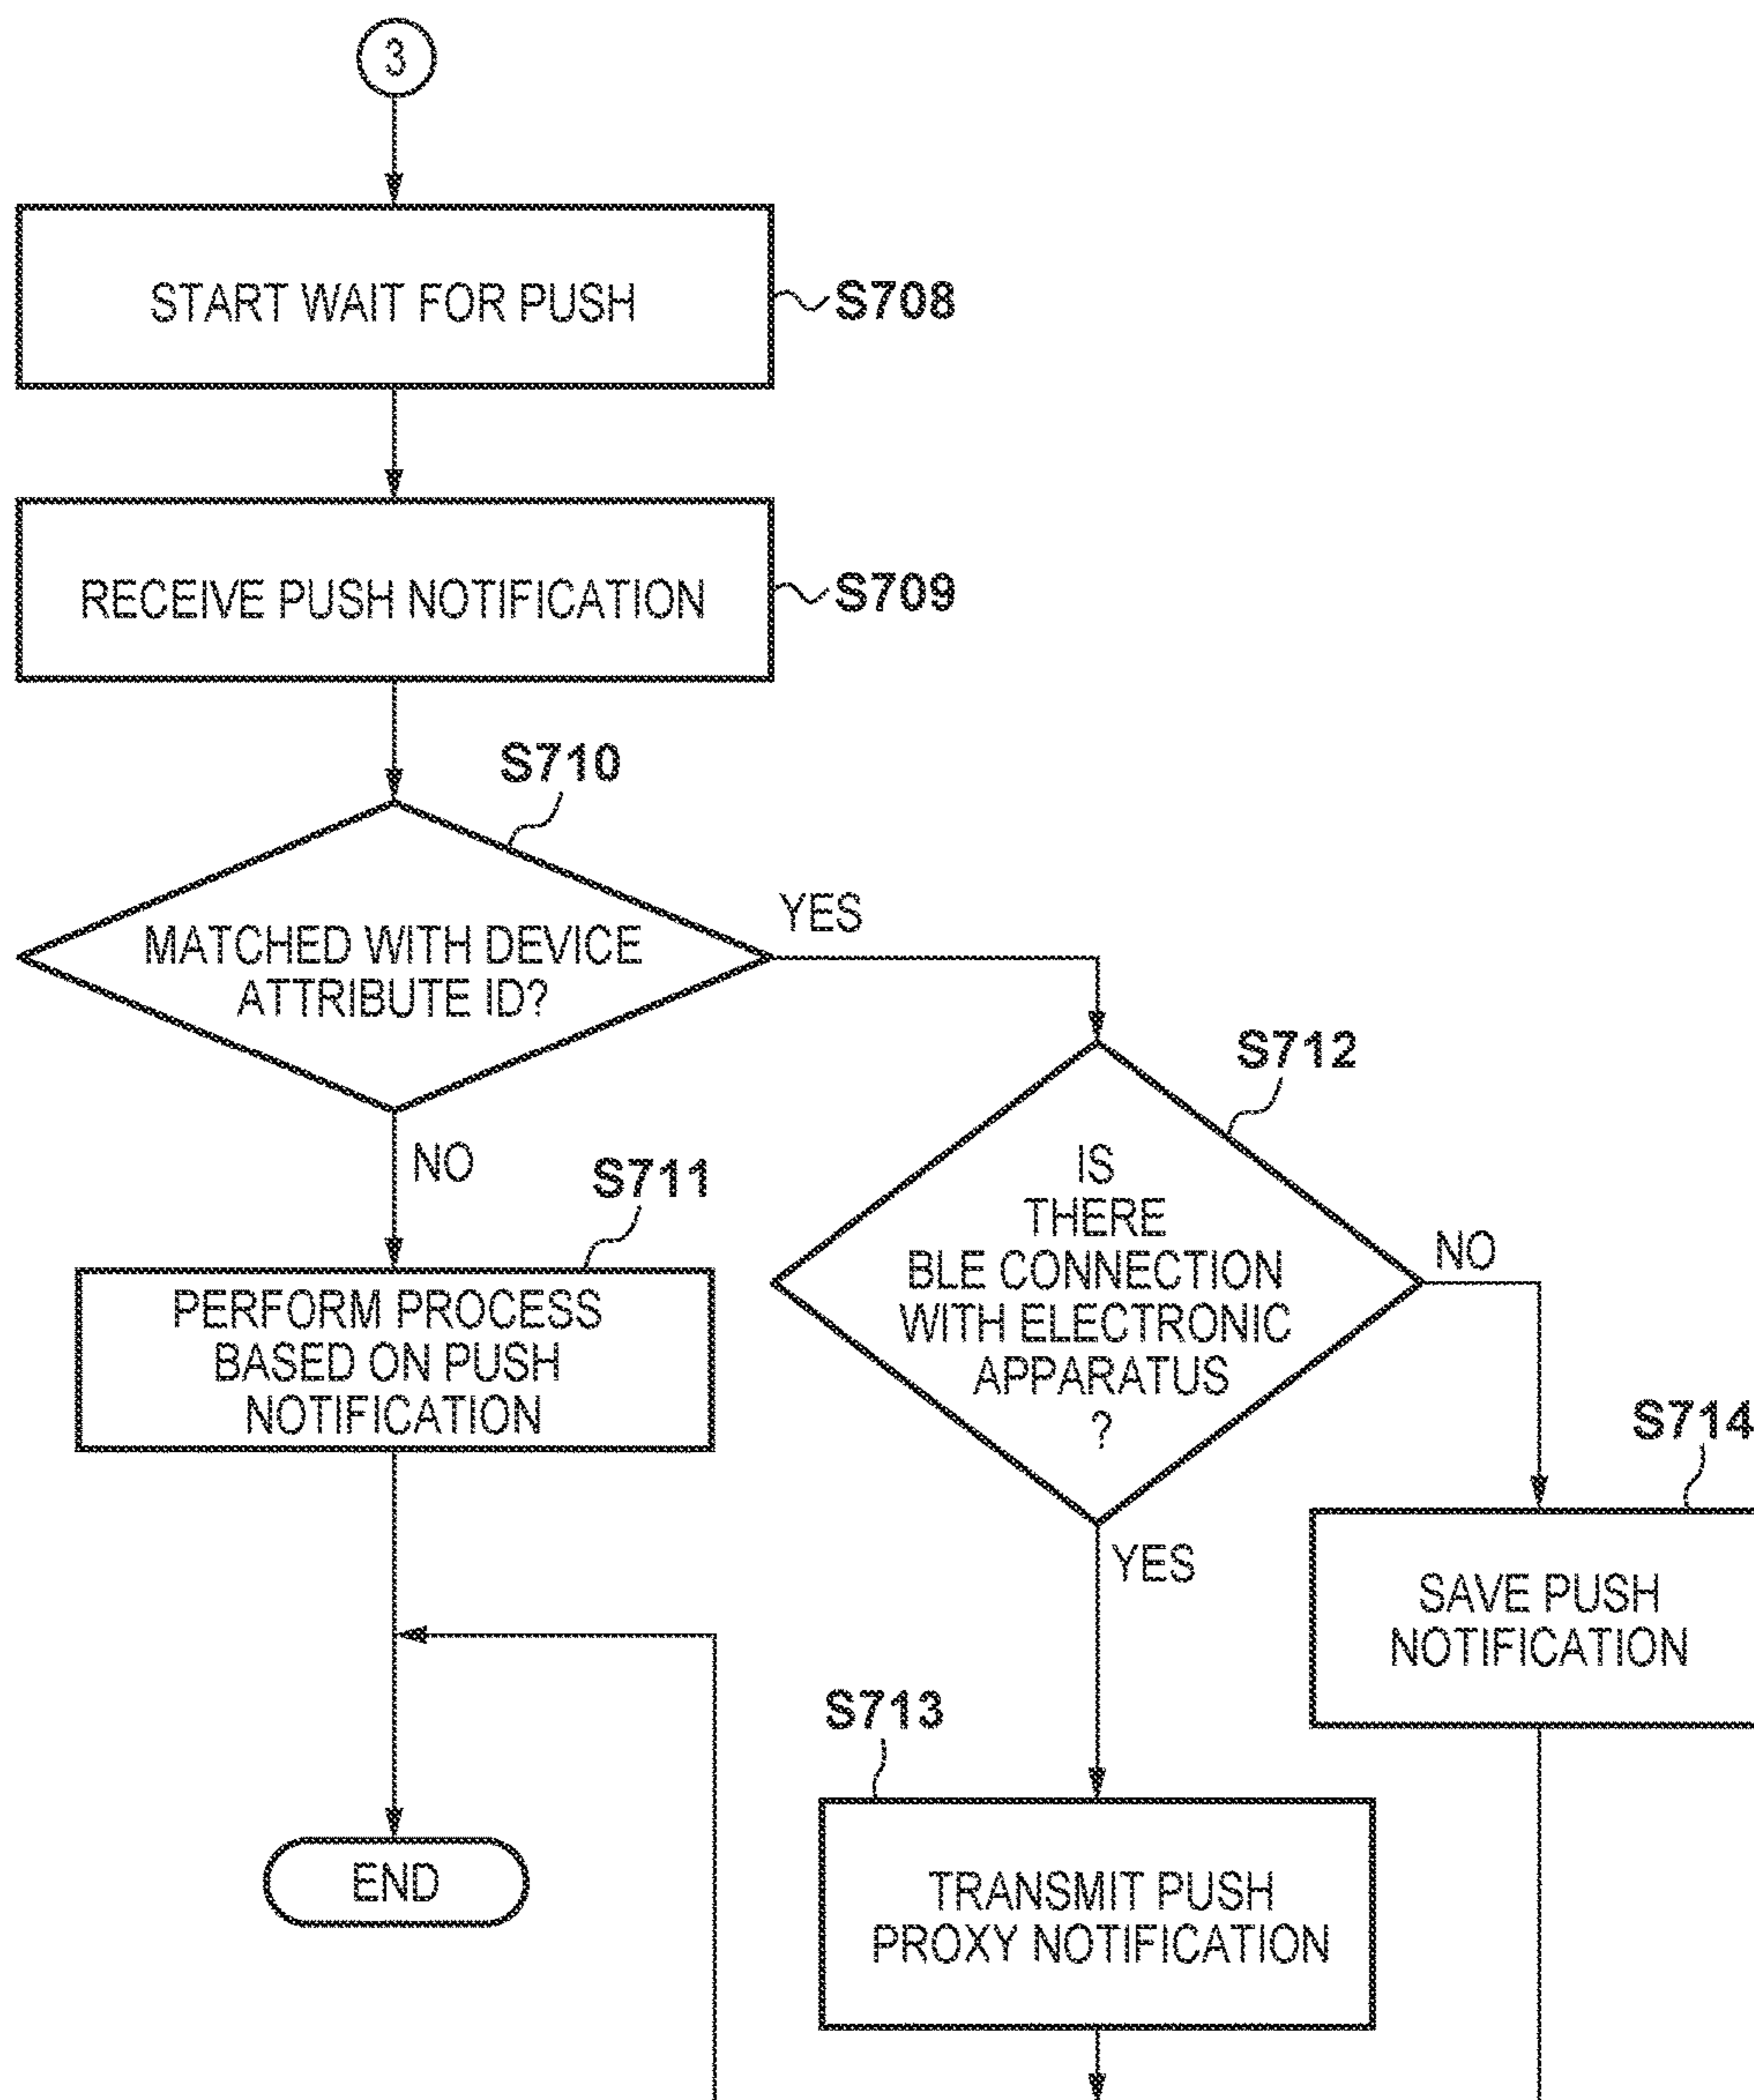 3
START WAIT FOR PUSH
S708
RECEIVE PUSH NOTIFICATION
S709
S710
MATCHED WITH DEVICE
ATTRIBUTE ID?
YES
NO
S711
PERFORM PROCESS
BASED ON PUSH
NOTIFICATION
S712
IS
THERE
BLE CONNECTION
WITH ELECTRONIC
APPARATUS
?
NO
YES
S714
SAVE PUSH
NOTIFICATION
S713
TRANSMIT PUSH
PROXY NOTIFICATION
END